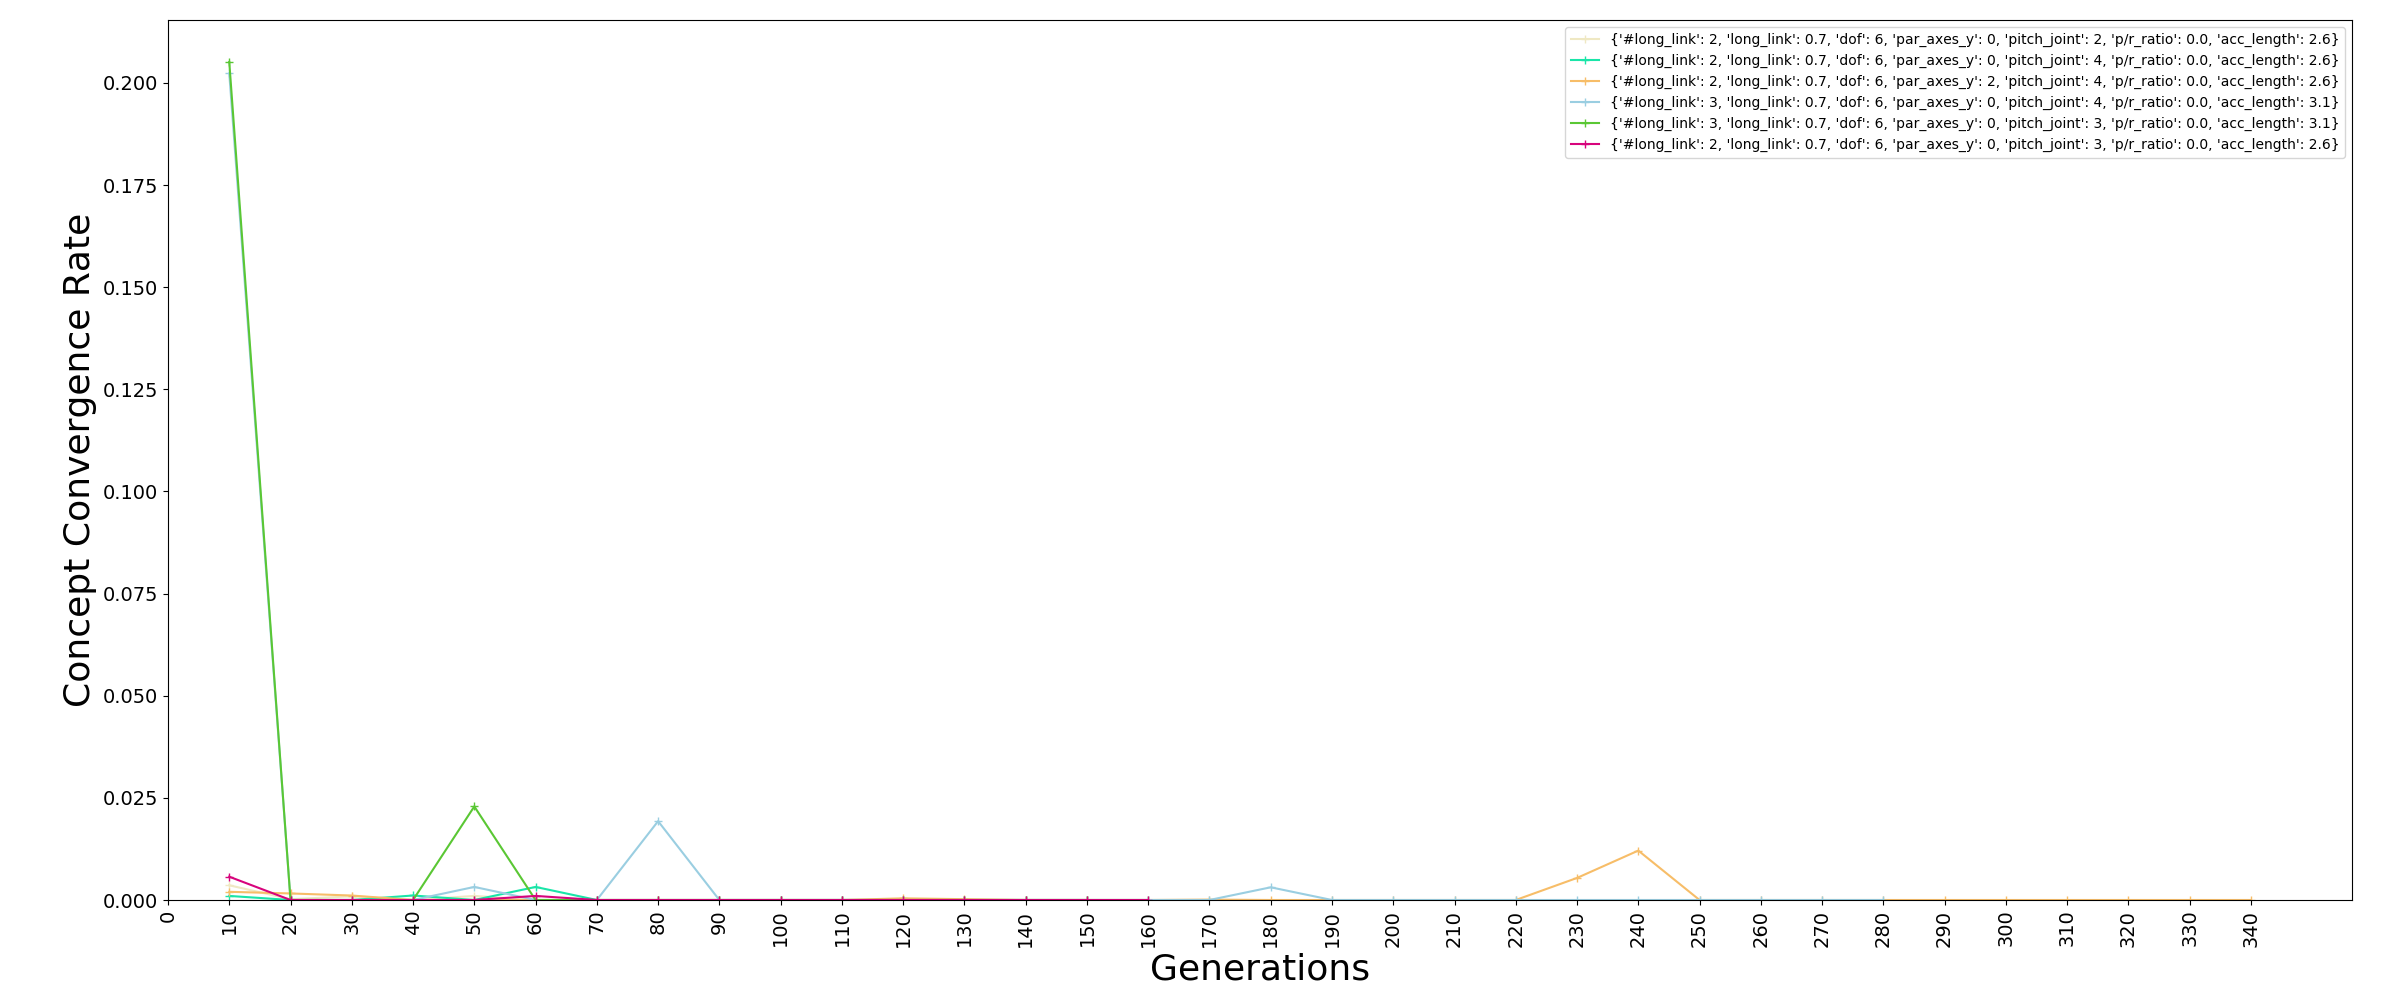 {'#long_link': 2, 'long_link': 0.7, 'dof': 6, 'par_axes_y': 0, 'pitch_joint': 2, 'p/r_ratio': 0.0, 'acc_length': 2.6}
{'#long_link': 2, 'long_link': 0.7, 'dof': 6, 'par_axes_y': 0, 'pitch_joint': 4, 'p/r_ratio': 0.0, 'acc_length': 2.6}
{'#long_link': 2, 'long_link': 0.7, 'dof': 6, 'par_axes_y': 2, 'pitch_joint': 4, 'p/r_ratio': 0.0, 'acc_length': 2.6}
{'#long_link': 3, 'long_link': 0.7, 'dof': 6, 'par_axes_y': 0, 'pitch_joint': 4, 'p/r_ratio': 0.0, 'acc_length': 3.1}
{'#long_link': 3, 'long_link': 0.7, 'dof': 6, 'par_axes_y': 0, 'pitch_joint': 3, 'p/r_ratio': 0.0, 'acc_length': 3.1}
{'#long_link': 2, 'long_link': 0.7, 'dof': 6, 'par_axes_y': 0, 'pitch_joint': 3, 'p/r_ratio': 0.0, 'acc_length': 2.6}
Concept Convergence Rate
0.200
0.175
0.150
0.125
0.100
0.075
0.050
0.025
0.000
0 10 20 30 40 50 60 70 80 90 100 110 120 130 140 150 160 170 180 190 200 210 220 230 240 250 260 270 280 290 300 310 320 330 340
Generations